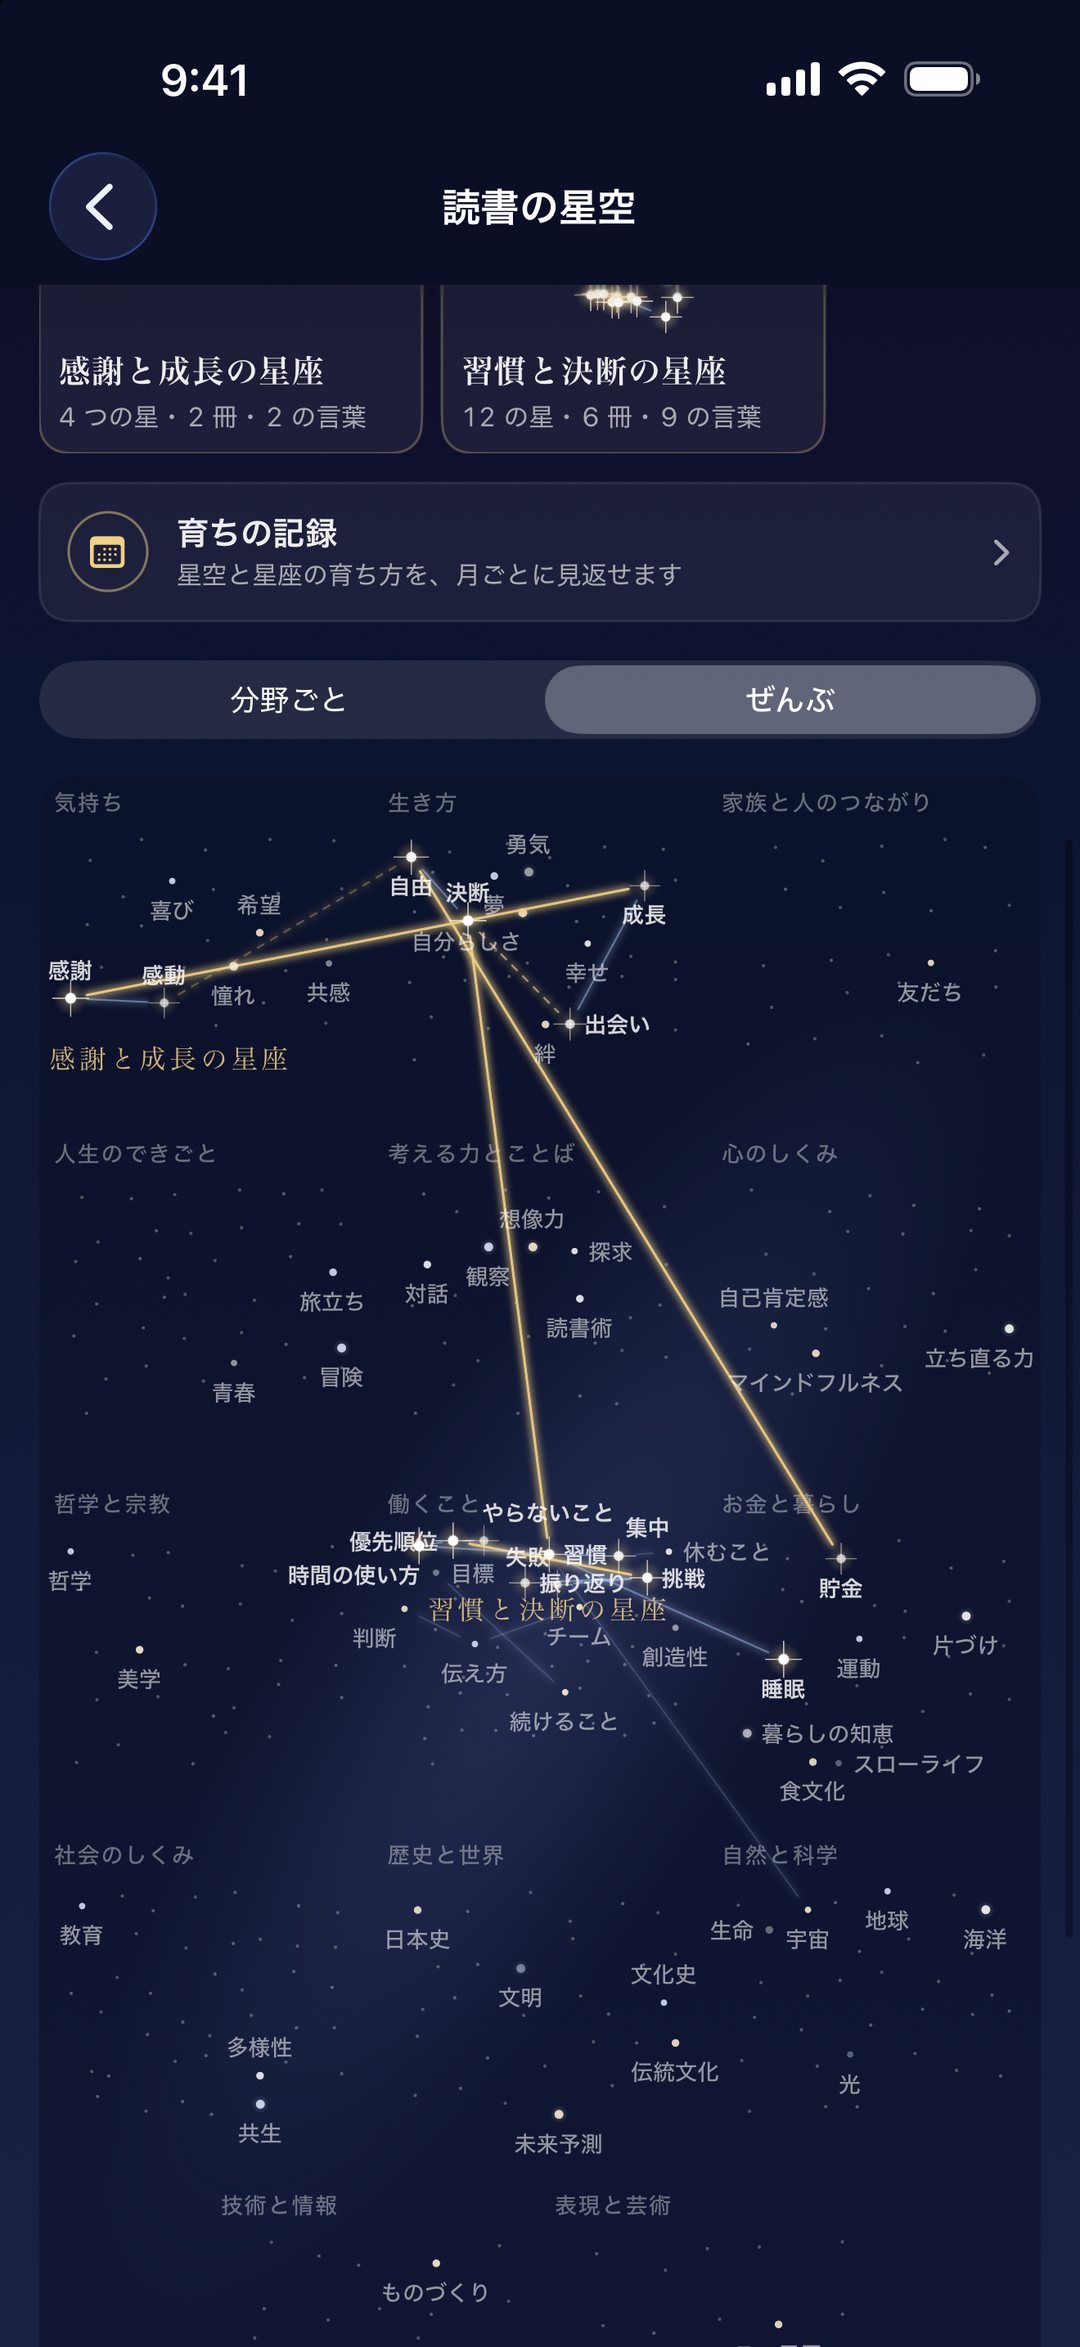 9:41
読書の星空
感謝と成長の星座
4 つの星・2 冊・2 の言葉
習慣と決断の星座
12 の星・6 冊・9 の言葉
育ちの記録
星空と星座の育ち方を、月ごとに見返せます
分野ごと
ぜんぶ
気持ち
生き方
家族と人のつながり
勇気
自由
決断
夢
喜び
希望
成長
自分らしさ
感謝
感動
憧れ
共感
幸せ
友だち
出会い
絆
感謝と成長の星座
人生のできごと
考える力とことば
心のしくみ
想像力
探求
観察
対話
旅立ち
自己肯定感
読書術
立ち直る力
冒険
青春
マインドフルネス
哲学と宗教
働くこと
お金と暮らし
やらないこと
集中
優先順位
失敗
習慣
休むこと
時間の使い方
目標
振り返り
挑戦
哲学
貯金
習慣と決断の星座
判断
チーム
片づけ
創造性
伝え方
運動
美学
睡眠
続けること
暮らしの知恵
スローライフ
食文化
社会のしくみ
歴史と世界
自然と科学
教育
日本史
生命
宇宙
地球
海洋
文化史
文明
多様性
伝統文化
光
共生
未来予測
技術と情報
表現と芸術
ものづくり